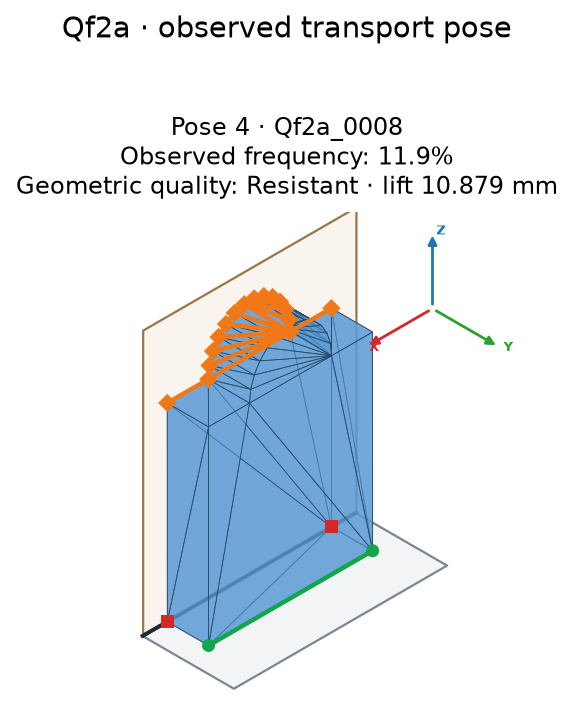 Qf2a · observed transport pose
Pose 4 · Qf2a_0008
Observed frequency: 11.9%
Geometric quality: Resistant · lift 10.879 mm
Z
X
Y